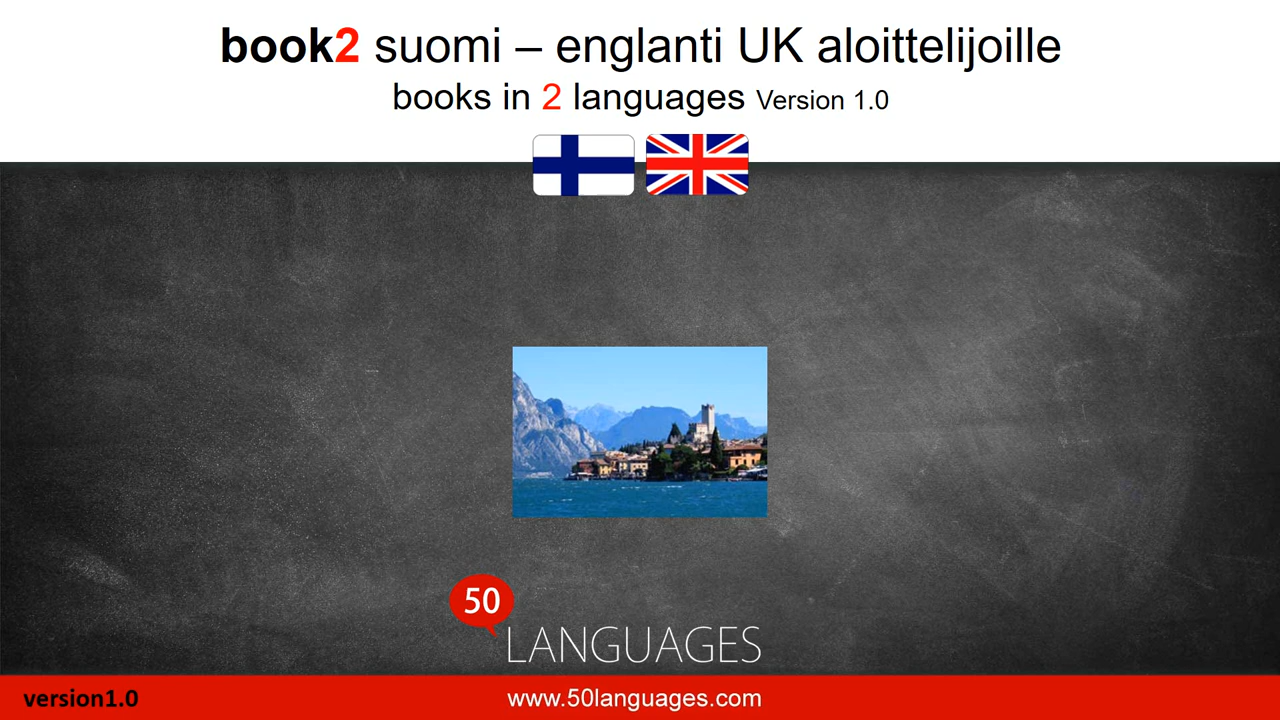 book2 suomi – englanti UK aloittelijoille
books in 2 languages Version 1.0
50
LANGUAGES
version1.0
www.50languages.com